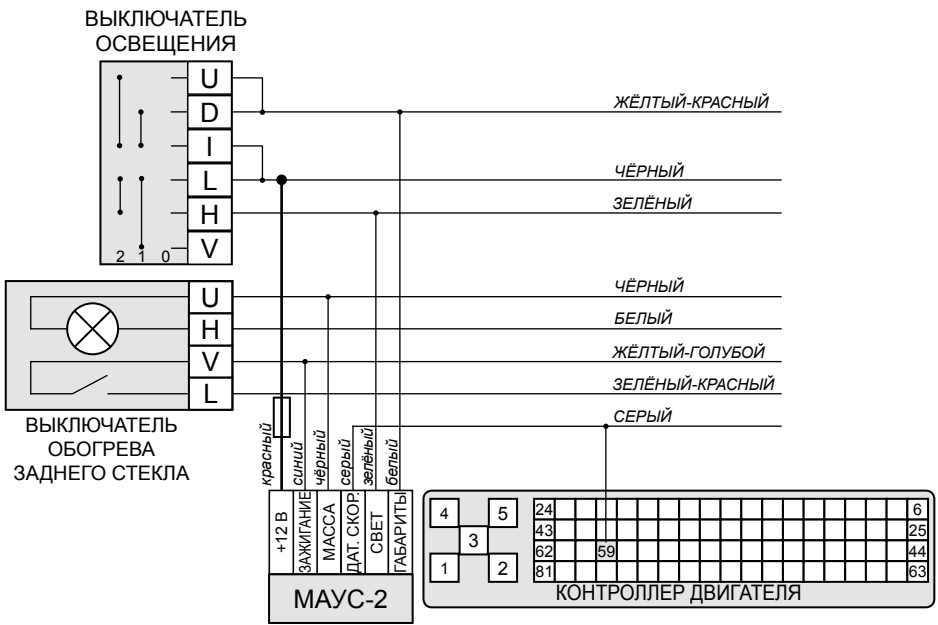 ВЫКЛЮЧАТЕЛЬ
ОСВЕЩЕНИЯ
U
D
I
L
H
V
2 1 0
ЖЁЛТЫЙ-КРАСНЫЙ
ЧЁРНЫЙ
ЗЕЛЁНЫЙ
U
H
V
L
ЧЁРНЫЙ
БЕЛЫЙ
ЖЁЛТЫЙ-ГОЛУБОЙ
ЗЕЛЁНЫЙ-КРАСНЫЙ
СЕРЫЙ
ВЫКЛЮЧАТЕЛЬ
ОБОГРЕВА
ЗАДНЕГО СТЕКЛА
красный
синий
чёрный
серый
зелёный
белый
+12 В
ЗАЖИГАНИЕ
МАССА
ДАТ. СКОР.
СВЕТ
ГАБАРИТЫ
МАУС-2
4 5
3
1 2
24 6
43 25
62 59 44
81 63
КОНТРОЛЛЕР ДВИГАТЕЛЯ